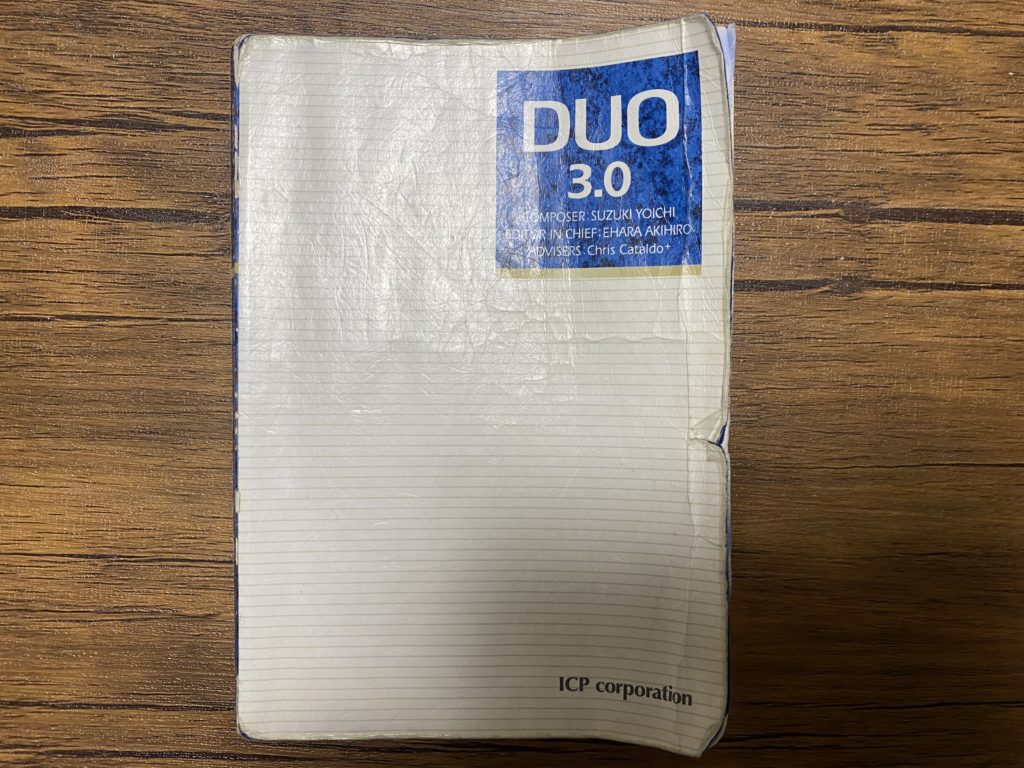 DUO
3.0
COMPOSER : SUZUKI YOICHI
EDITOR IN CHIEF : EHARA AKIHIRO
ADVISERS : Chris Cataldo+
ICP corporation